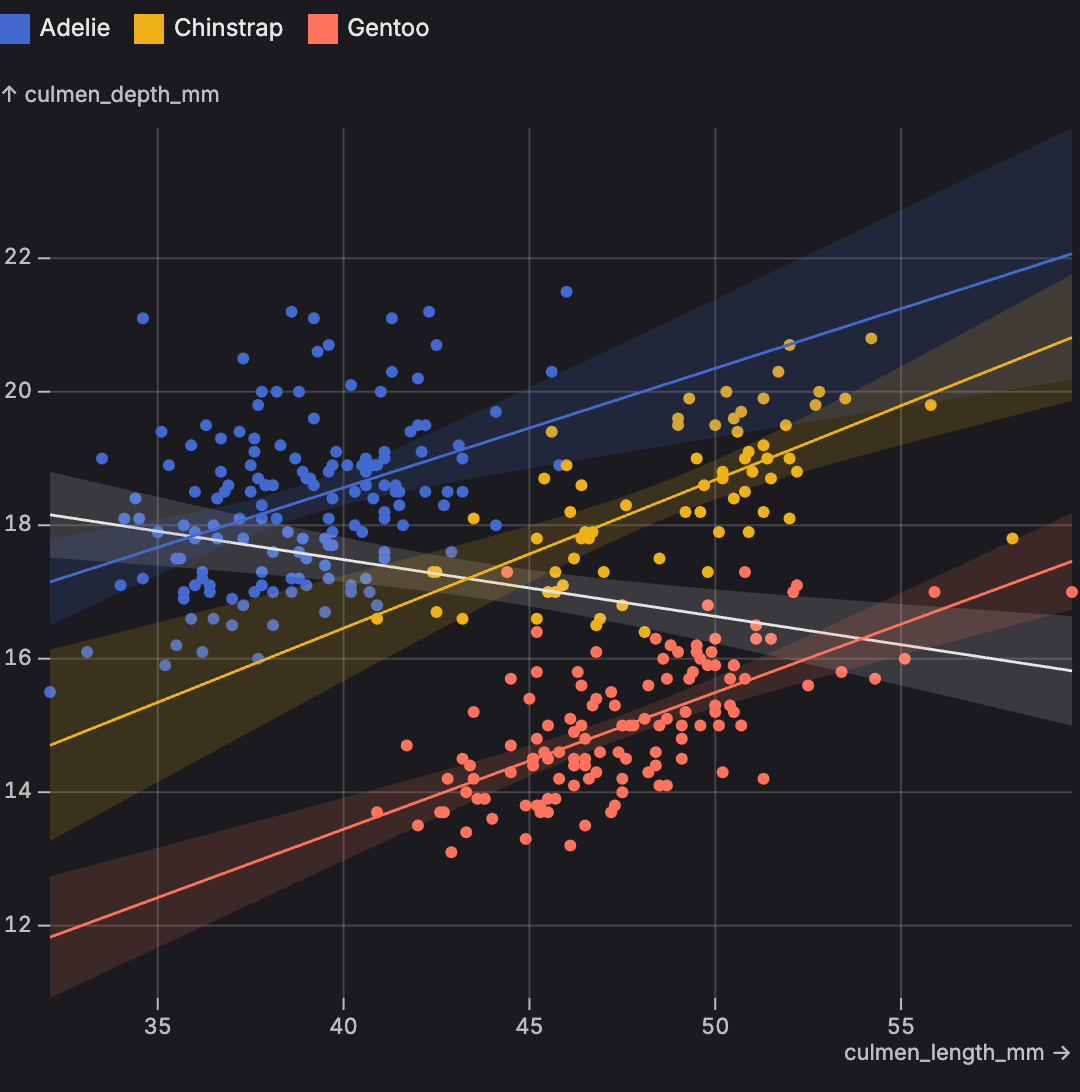 Adelie Chinstrap Gentoo
↑ culmen_depth_mm
22
20
18
16
14
12
35 40 45 50 55
culmen_length_mm →